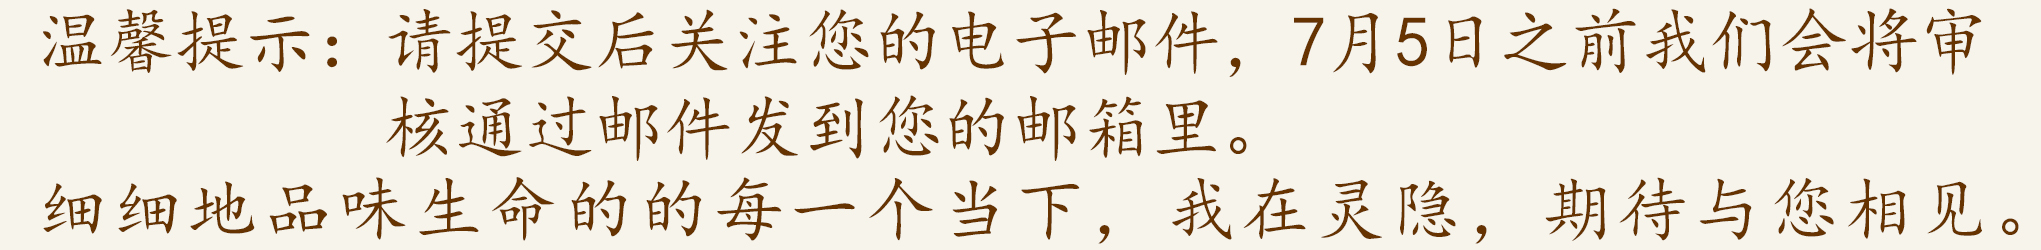 温馨提示：请提交后关注您的电子邮件，7月5日之前我们会将审
核通过邮件发到您的邮箱里。
细细地品味生命的的每一个当下，我在灵隐，期待与您相见。